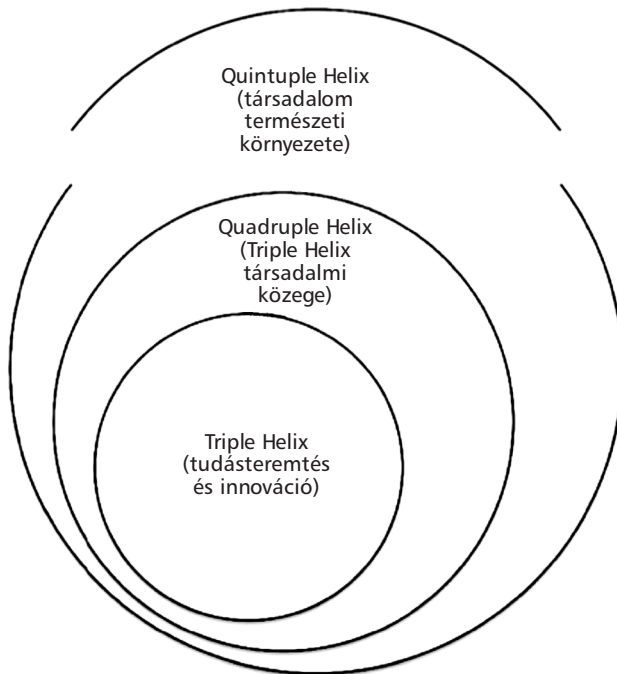 Quintuple Helix
(társadalom
természeti
környezete)
Quadruple Helix
(Triple Helix
társadalmi
közege)
Triple Helix
(tudásteremtés
és innováció)